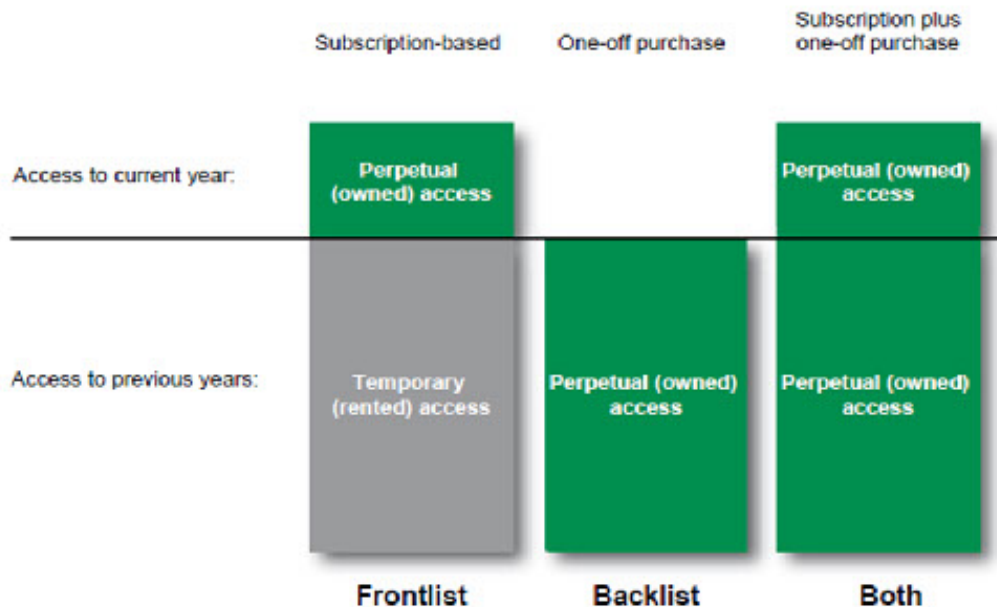 Subscription-based
One-off purchase
Subscription plus
one-off purchase
Access to current year:
Perpetual
(owned) access
Perpetual (owned)
access
Access to previous years:
Temporary
(rented) access
Perpetual (owned)
access
Perpetual (owned)
access
Frontlist
Backlist
Both